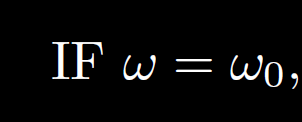 IF ω = ω₀,